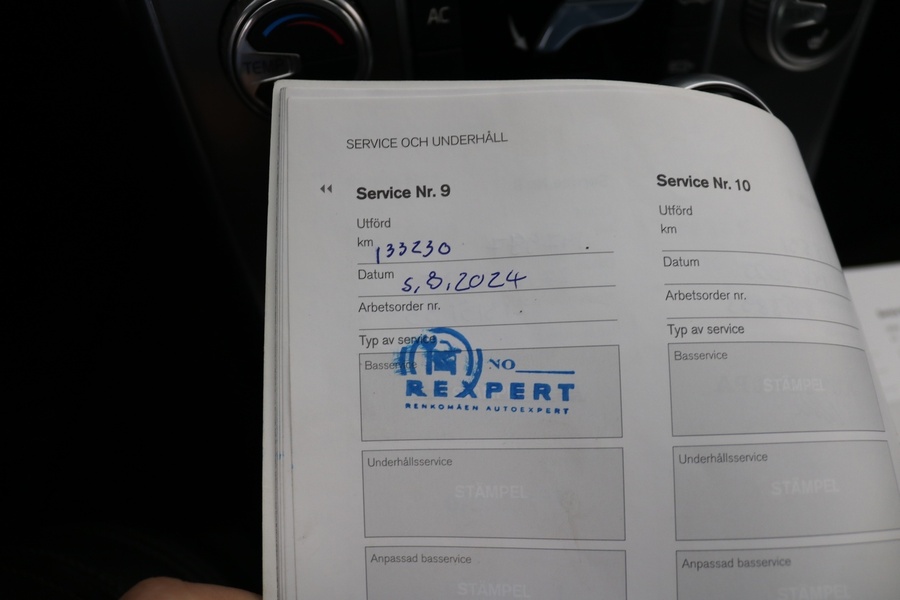 AC
TEMP
SERVICE OCH UNDERHÅLL
Service Nr. 9
Utförd
km 133230
Datum 5,8,2024
Arbetsorder nr.
Typ av service
Basservice
NO
REXPERT
RENKOMÄEN AUTOEXPERT
Underhållsservice
STÄMPEL
Anpassad basservice
STÄMPEL
Service Nr. 10
Utförd
km
Datum
Arbetsorder nr.
Typ av service
Basservice
STÄMPEL
Underhållsservice
STÄMPEL
Anpassad basservice
STÄMPEL